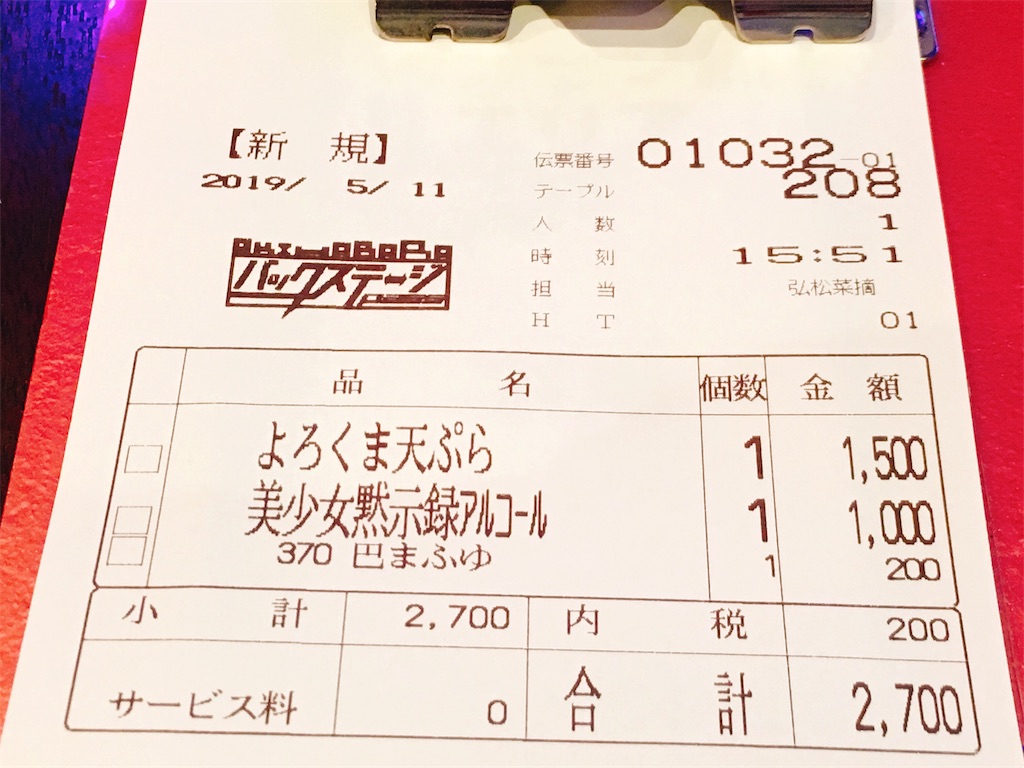 【新 規】
2019/ 5/ 11
伝票番号 01032-01
テーブル 208
人 数 1
時 刻 15:51
担 当 弘松菜摘
H T 01
AKIHABARA
バックステージ
品 名 個数 金 額
よろくま天ぷら 1 1,500
美少女黙示録アルコール 1 1,000
370 巴まふゆ 1 200
小 計 2,700 内 税 200
サービス料 0 合 計 2,700